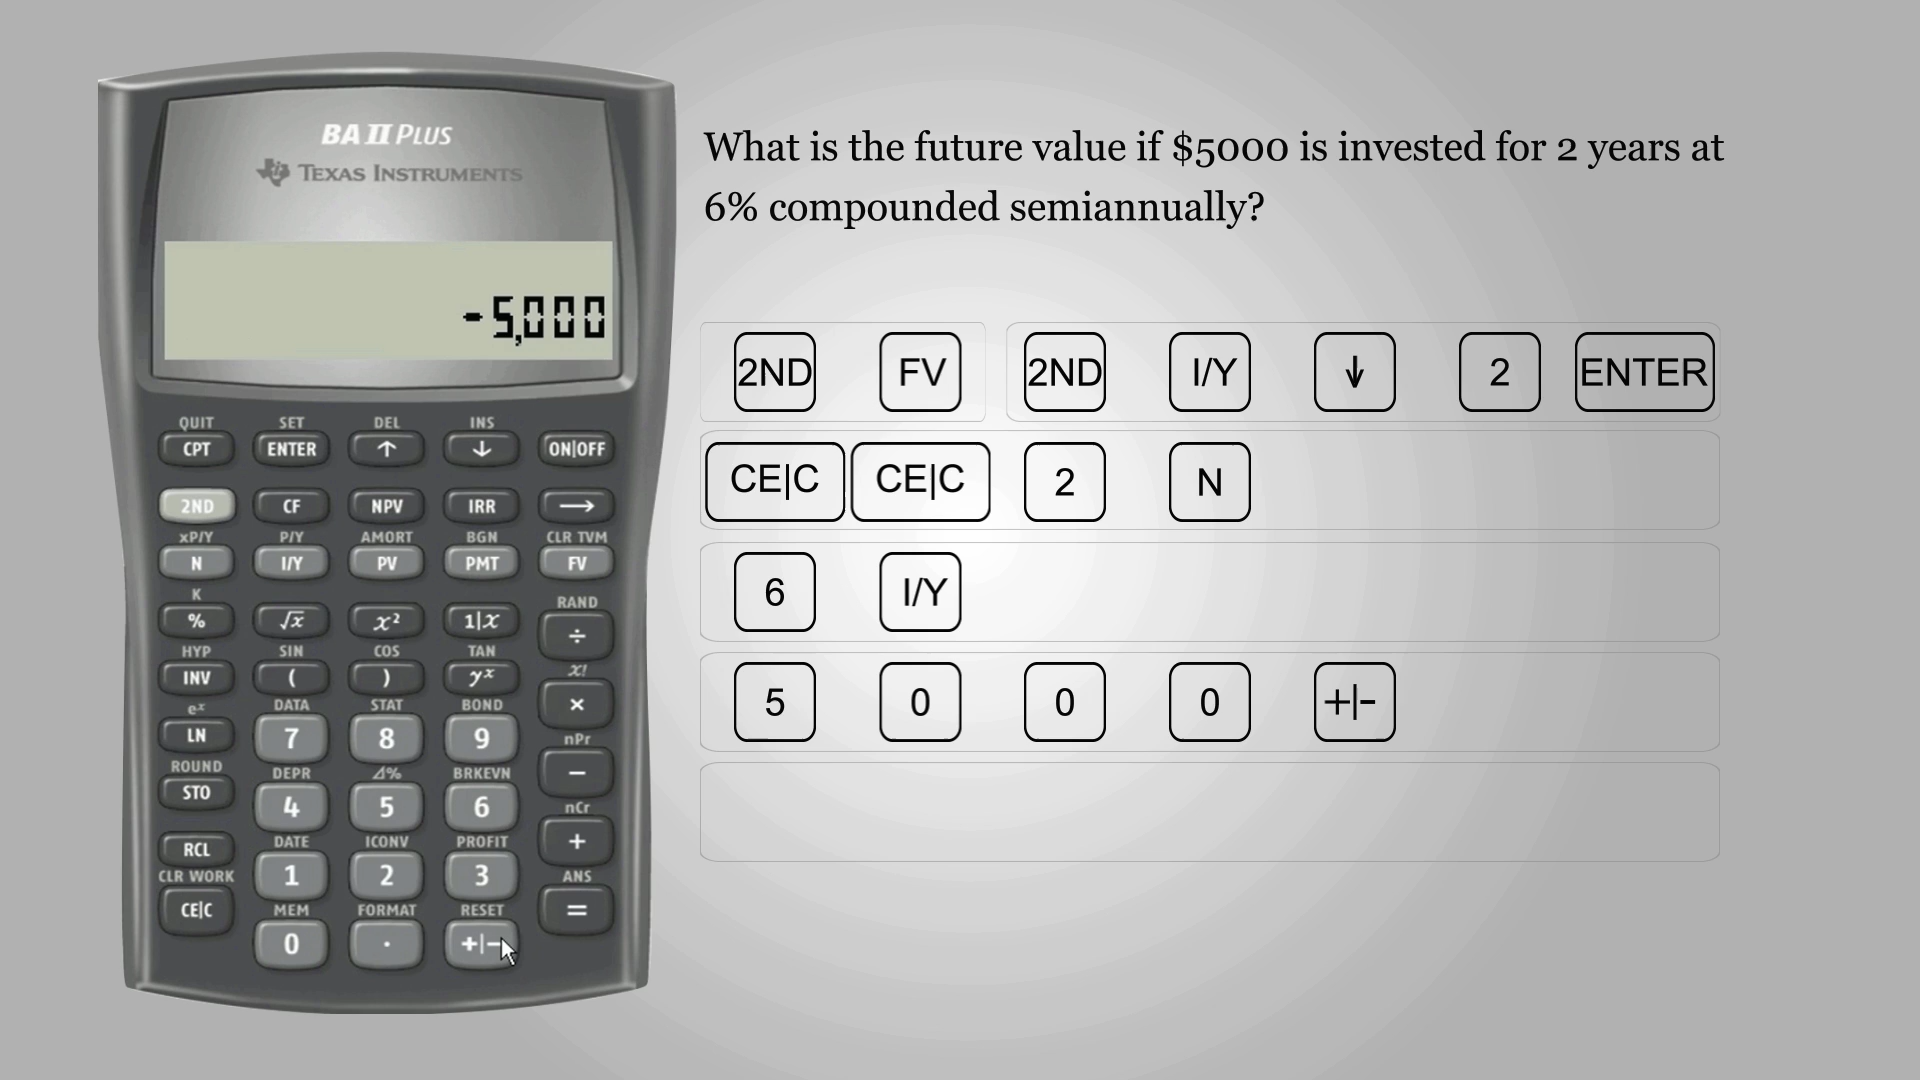 BA II PLUS
TEXAS INSTRUMENTS
-5,000
QUIT SET DEL INS
CPT ENTER ↑ ↓ ON|OFF
2ND CF NPV IRR →
xP/Y P/Y AMORT BGN CLR TVM
N I/Y PV PMT FV
K RAND
% √x x² 1|x ÷
HYP SIN COS TAN x!
INV ( ) yˣ ×
eˣ DATA STAT BOND nPr
LN 7 8 9 −
ROUND DEPR ⊿% BRKEVN nCr
STO 4 5 6 +
RCL DATE ICONV PROFIT ANS
CLR WORK 1 2 3 =
CE|C MEM FORMAT RESET
0 . +|−
What is the future value if $5000 is invested for 2 years at
6% compounded semiannually?
2ND FV 2ND I/Y ↓ 2 ENTER
CE|C CE|C 2 N
6 I/Y
5 0 0 0 +|-